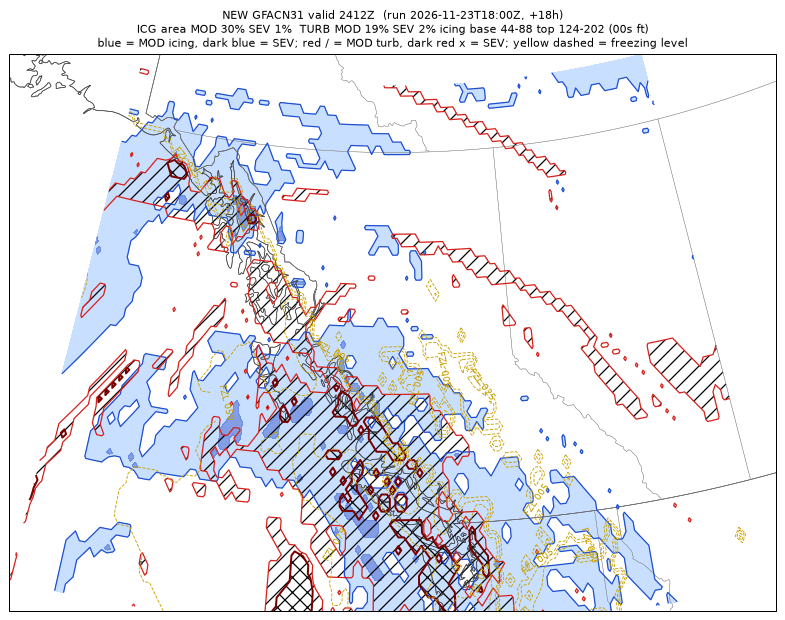 NEW GFACN31 valid 2412Z  (run 2026-11-23T18:00Z, +18h)
ICG area MOD 30% SEV 1%  TURB MOD 19% SEV 2% icing base 44-88 top 124-202 (00s ft)
blue = MOD icing, dark blue = SEV; red / = MOD turb, dark red x = SEV; yellow dashed = freezing level